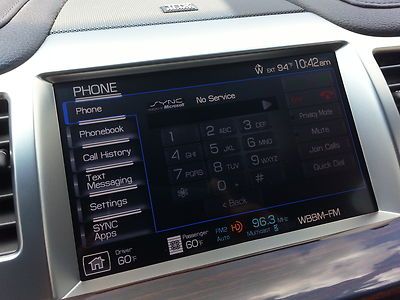 PHONE
W EXT 94°F 10:42am
Phone
SYNC
Microsoft
No Service
Phonebook
Privacy Mode
1 2 ABC 3 DEF
Mute
Call History
4 GHI 5 JKL 6 MNO
Join Calls
Text
Messaging
7 PQRS 8 TUV 9 WXYZ
Quick Dial
Settings
* 0 #
< Back
SYNC
Apps
Driver
60°F
Passenger
60°F
FM2
Auto
HD
96.3 MHz
Multicast
WBBM-FM